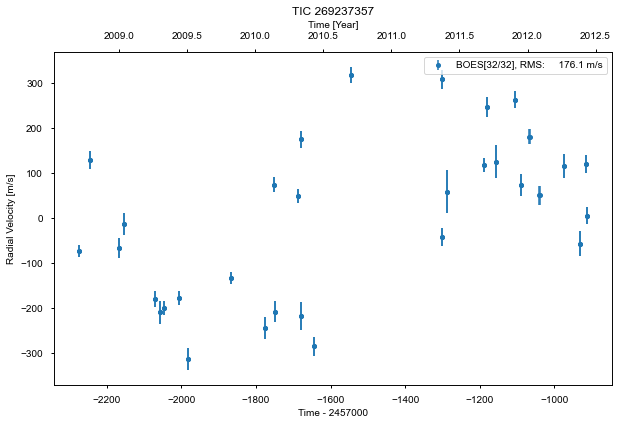 TIC 269237357
Time [Year]
2009.0 2009.5 2010.0 2010.5 2011.0 2011.5 2012.0 2012.5
BOES[32/32], RMS: 176.1 m/s
300
200
100
0
−100
−200
−300
Radial Velocity [m/s]
−2200 −2000 −1800 −1600 −1400 −1200 −1000
Time - 2457000